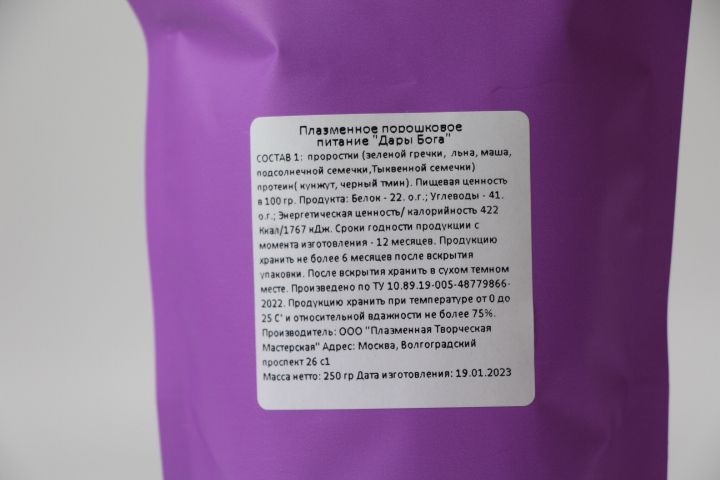 Плазменное порошковое
питание "Дары Бога"
СОСТАВ 1: проростки (зеленой гречки, льна, маша,
подсолнечной семечки,Тыквенной семечки)
протеин( кунжут, черный тмин). Пищевая ценность
в 100 гр. Продукта: Белок - 22. о.г.; Углеводы - 41.
о.г.; Энергетическая ценность/ калорийность 422
Ккал/1767 кДж. Сроки годности продукции с
момента изготовления - 12 месяцев. Продукцию
хранить не более 6 месяцев после вскрытия
упаковки. После вскрытия хранить в сухом темном
месте. Произведено по ТУ 10.89.19-005-48779866-
2022. Продукцию хранить при температуре от 0 до
25 С° и относительной вдажности не более 75%.
Производитель: ООО "Плазменная Творческая
Мастерская" Адрес: Москва, Волгоградский
проспект 26 с1
Масса нетто: 250 гр Дата изготовления: 19.01.2023